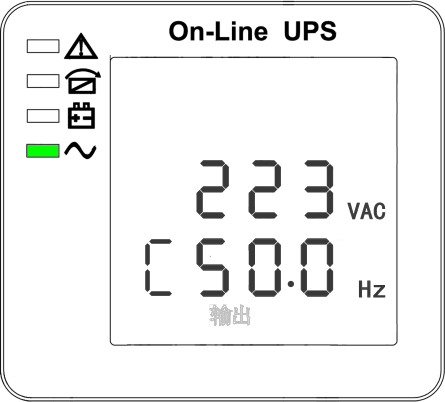 On-Line UPS
223 VAC
C 50.0 Hz
输出